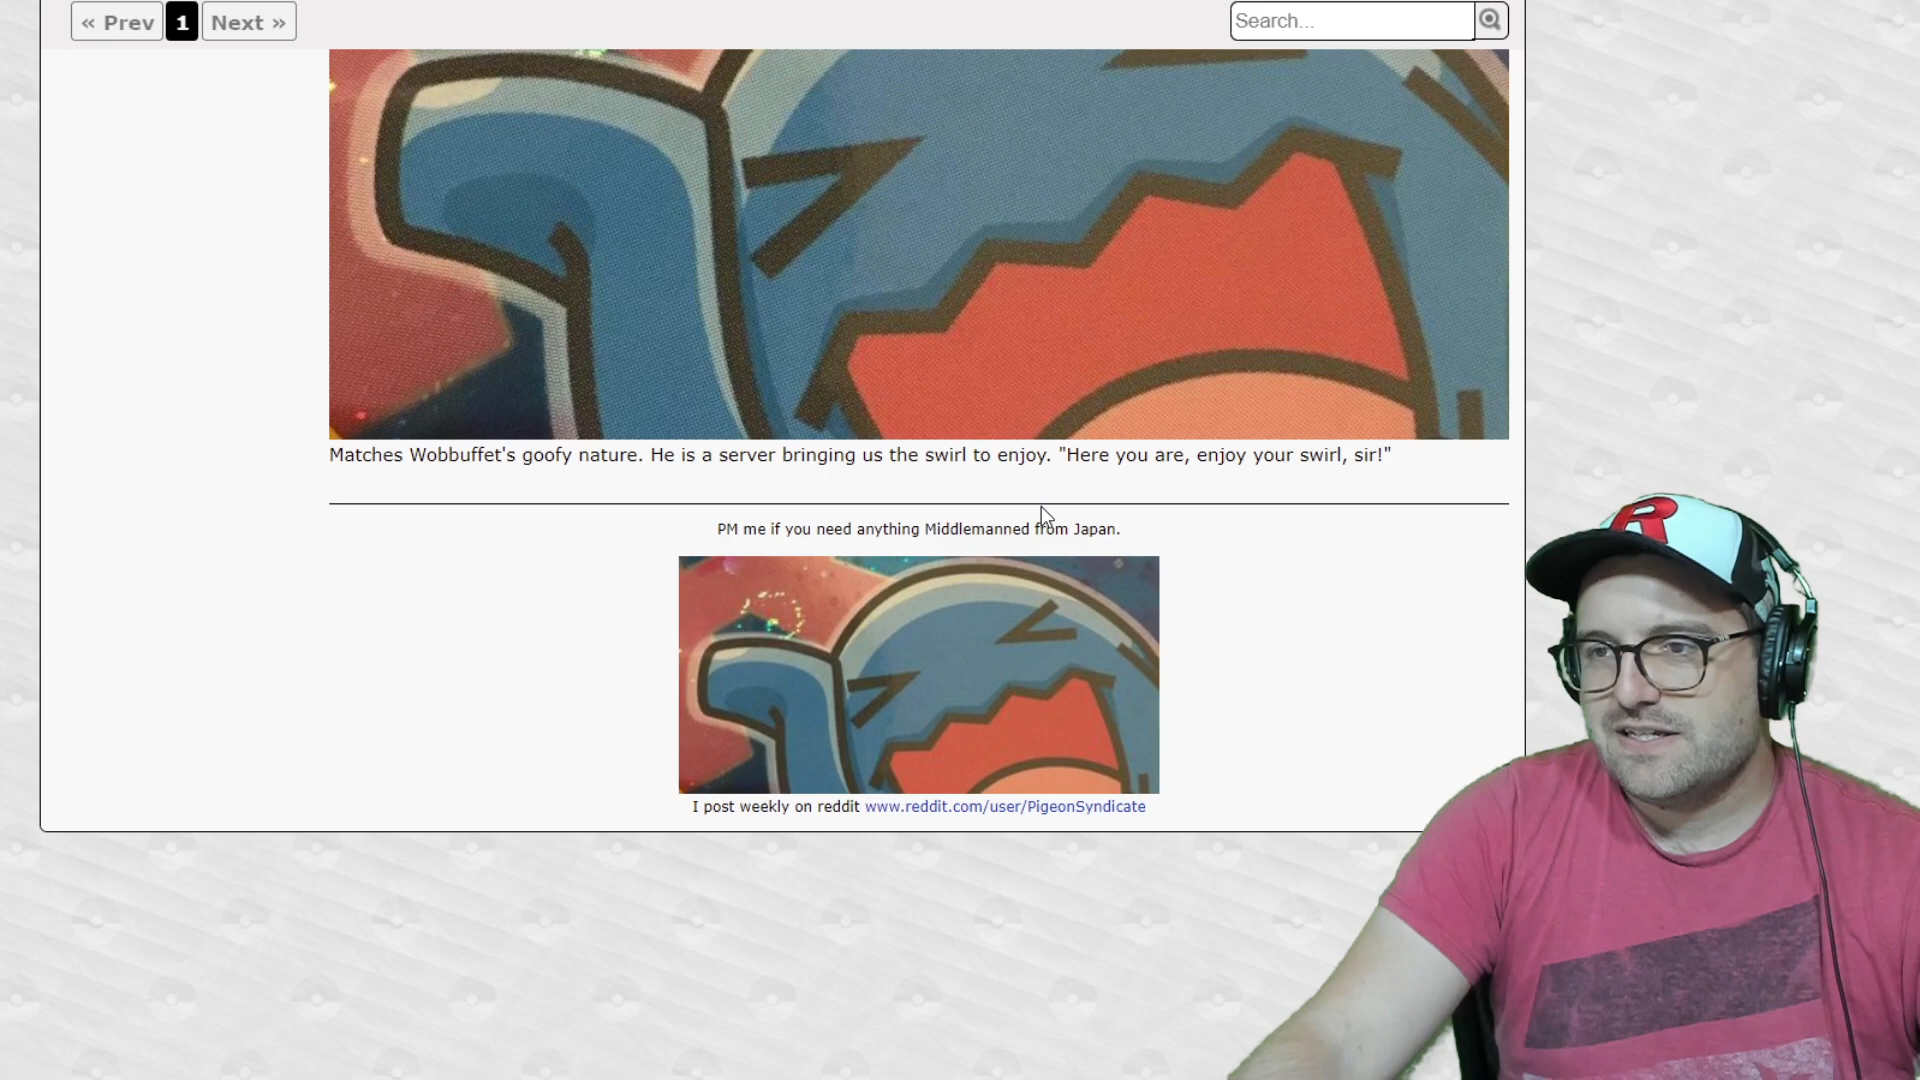 « Prev 1 Next » Search...
Matches Wobbuffet's goofy nature. He is a server bringing us the swirl to enjoy. "Here you are, enjoy your swirl, sir!"
PM me if you need anything Middlemanned from Japan.
I post weekly on reddit www.reddit.com/user/PigeonSyndicate
R